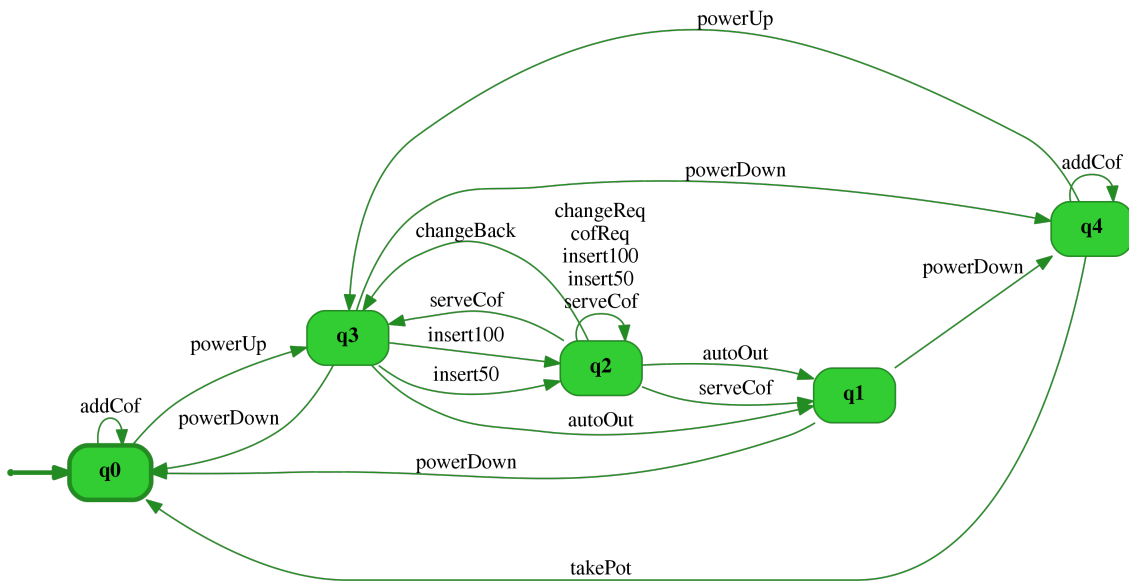 powerUp
addCof
powerDown
q4
changeReq
cofReq
insert100
insert50
serveCof
changeBack
powerDown
serveCof
q3
insert100
powerUp
q2
autoOut
insert50
serveCof
q1
addCof
powerDown
autoOut
q0
powerDown
takePot